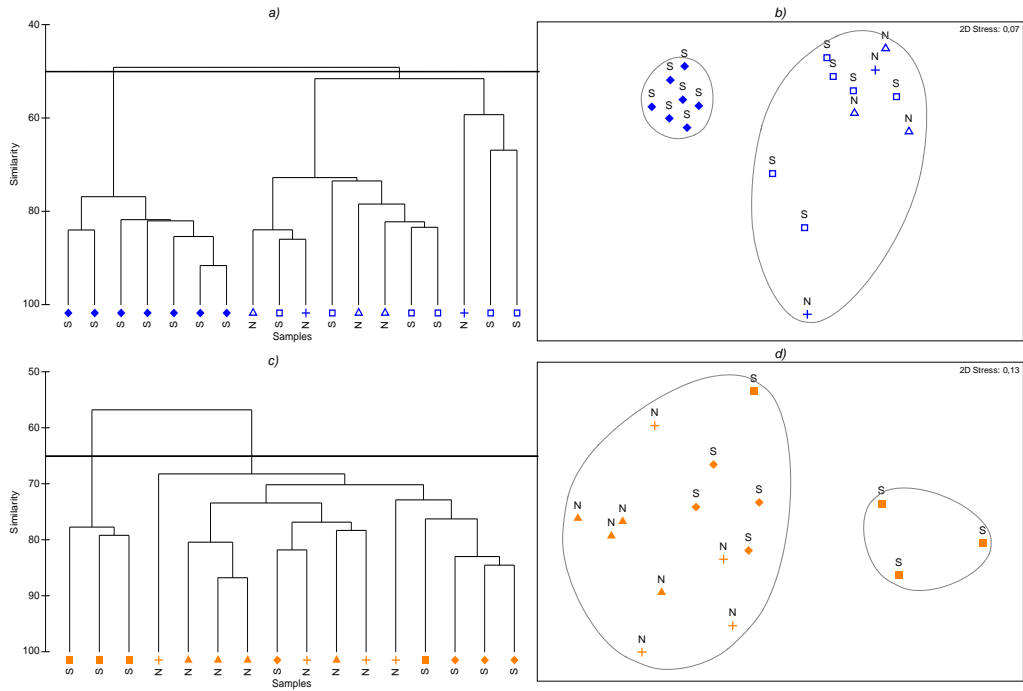 a)
40
60
80
100
Similarity
S S S S S S S N S N S N N S S N S S
Samples
b)
2D Stress: 0,07
S
S
S S
S S
S
N
S N
S
S S
N
N
S
S
N
c)
50
60
70
80
90
100
Similarity
S S S N N N N S N N N N S S S S
Samples
d)
2D Stress: 0,13
S
N
S
S S
N N
N
S
N
N
N
N
S
S
S